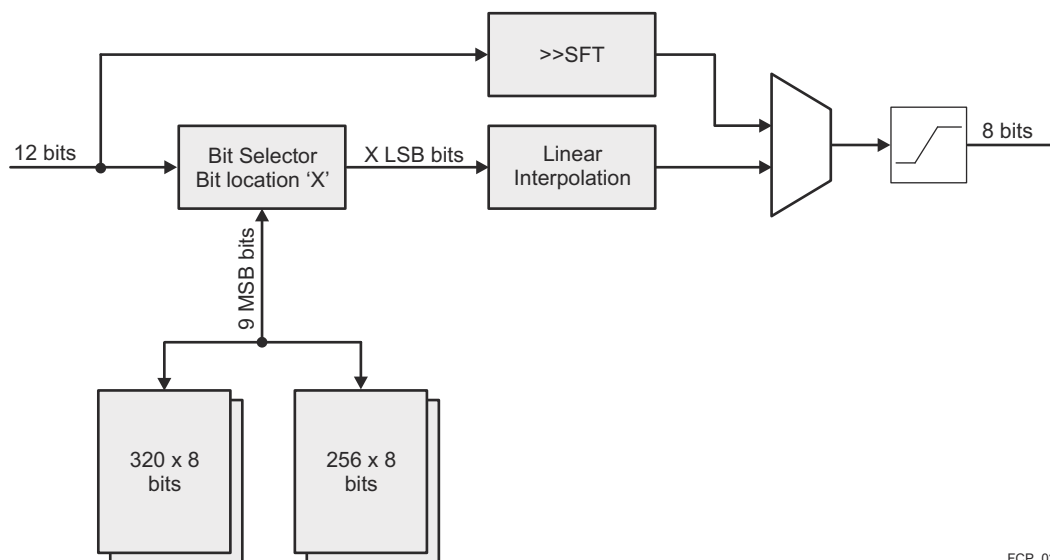 >>SFT
12 bits
Bit Selector
Bit location ‘X’
X LSB bits
Linear
Interpolation
8 bits
9 MSB bits
320 x 8
bits
256 x 8
bits